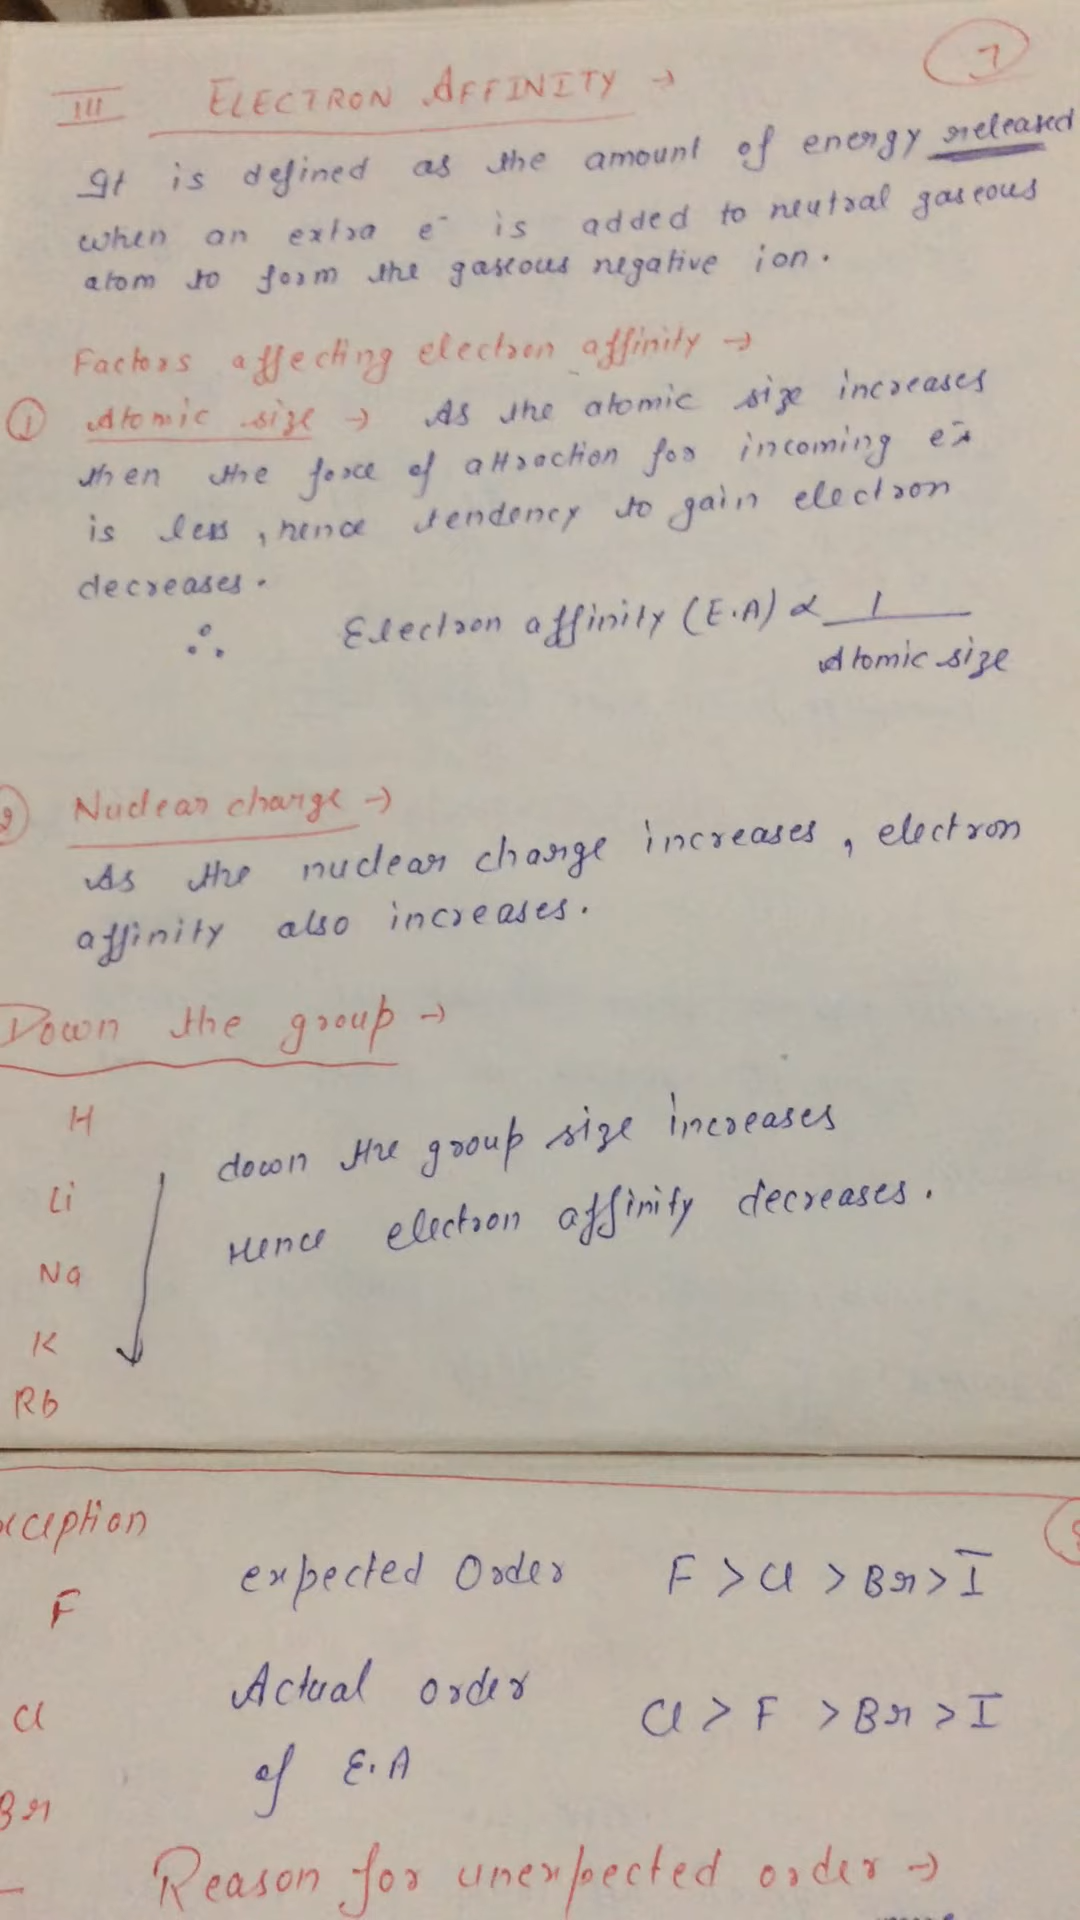 7
III ELECTRON AFFINITY →
It is defined as the amount of energy released
when an extra e⁻ is added to neutral gaseous
atom to form the gaseous negative ion.
Factors affecting electron affinity →
① Atomic size → As the atomic size increases
then the force of attraction for incoming e⁻s
is less, hence tendency to gain electron
decreases.
∴ Electron affinity (E.A) ∝ 1
Atomic size
2 Nuclear charge →
As the nuclear charge increases, electron
affinity also increases.
Down the group →
H
down the group size increases
Li
Hence electron affinity decreases.
Na
K
Rb
xception
expected Order F > Cl > Br > I
F
Actual order Cl > F > Br > I
Cl
of E.A
Br
Reason for unexpected order →